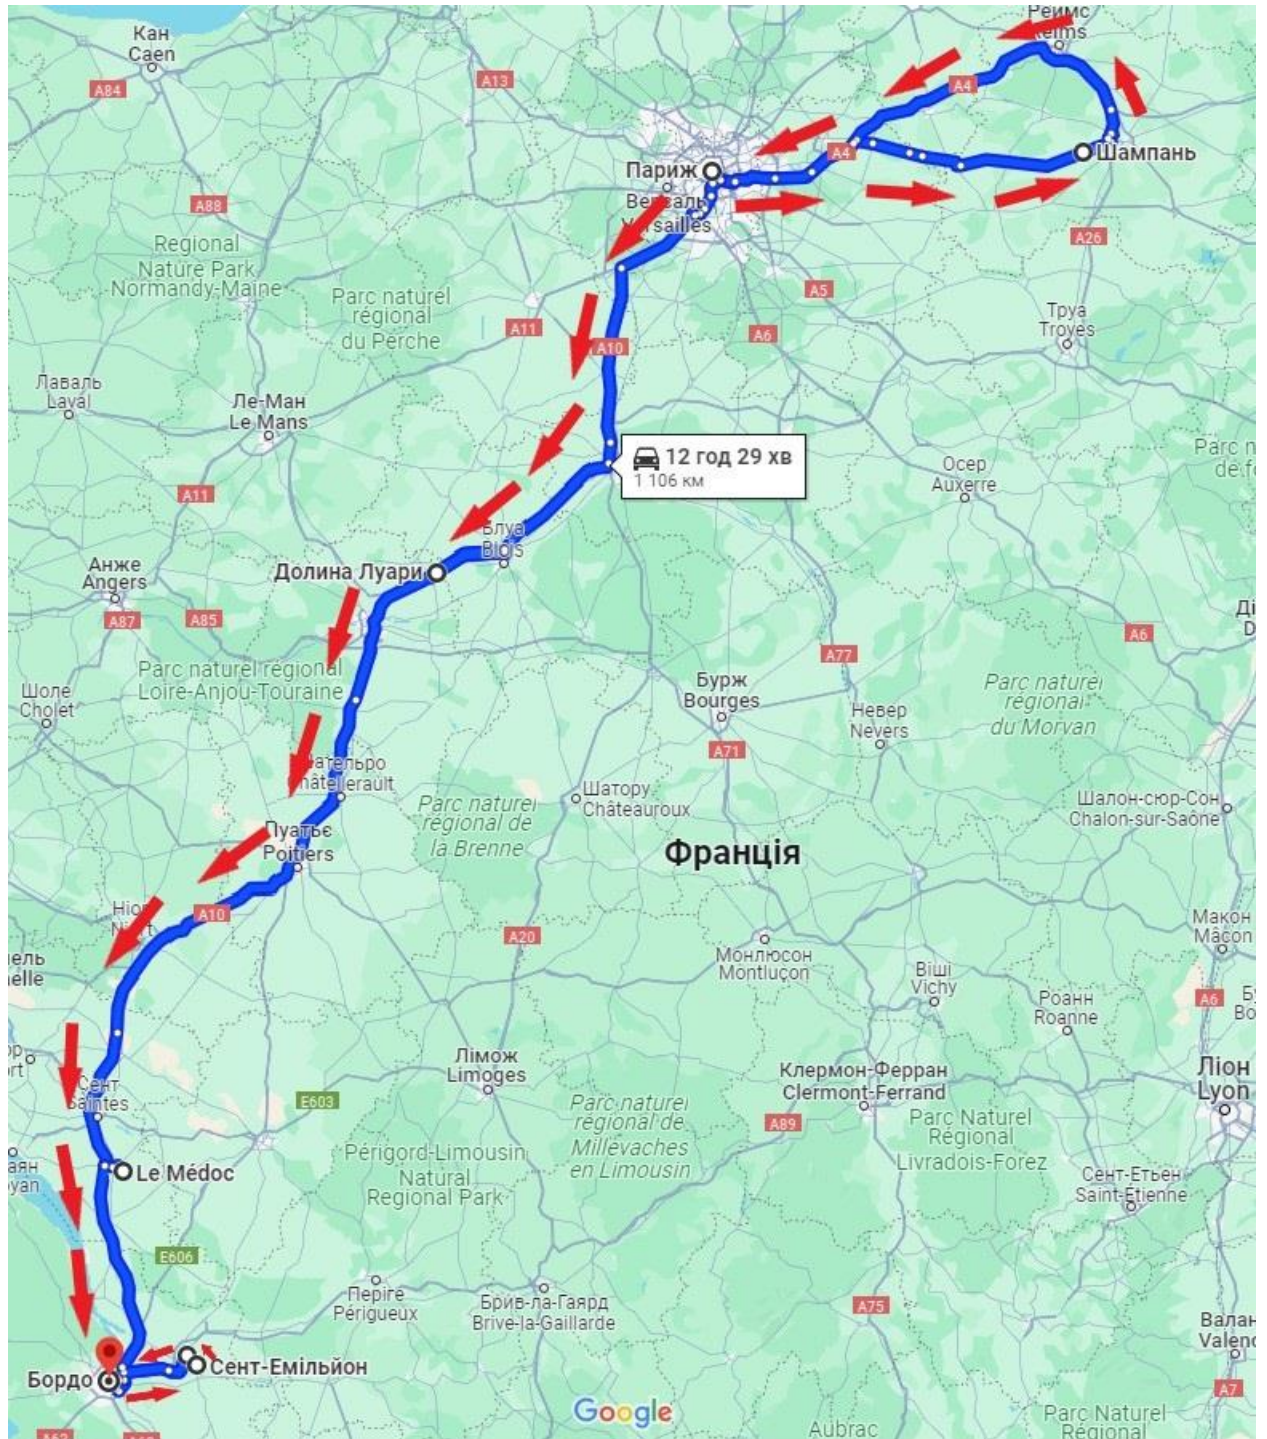 Реймс
Reims
Кан
Caen
A13
A84
A4
Париж
A4
Шампань
Версаль
Versailles
A88
A26
Regional
Nature Park
Normandy-Maine
Parc naturel
régional
du Perche
A5
Труа
Troyes
A11
A10
A6
Лаваль
Laval
Ле-Ман
Le Mans
12 год 29 хв
1 106 км
Осер
Auxerre
Parc n
A11
Блуа
Blois
Анже
Angers
Долина Луари
A87
A85
A6
A77
Parc naturel régional
Loire-Anjou-Touraine
Шоле
Cholet
Бурж
Bourges
Невер
Nevers
Parc naturel
régional
du Morvan
A71
Шатору
Châteauroux
Parc naturel
régional de
la Brenne
Шалон-сюр-Сон
Chalon-sur-Saône
Пуатьє
Poitiers
Франція
A10
A20
Монлюсон
Montluçon
Віші
Vichy
Макон
Mâcon
ель
elle
A6
Роанн
Roanne
Лімож
Limoges
Клермон-Ферран
Clermont-Ferrand
Ліон
Lyon
Сент
Saintes
E603
Parc naturel
régional de
Millevaches
en Limousin
A89
Parc Naturel
Régional
Livradois-Forez
Périgord-Limousin
Natural
Regional Park
Le Médoc
Сент-Етьен
Saint-Étienne
E606
Періге
Périgueux
Брив-ла-Гаярд
Brive-la-Gaillarde
A75
Вален
Valenc
Бордо
Сент-Емільйон
A7
Google
Aubrac
Parc Naturel
Régional